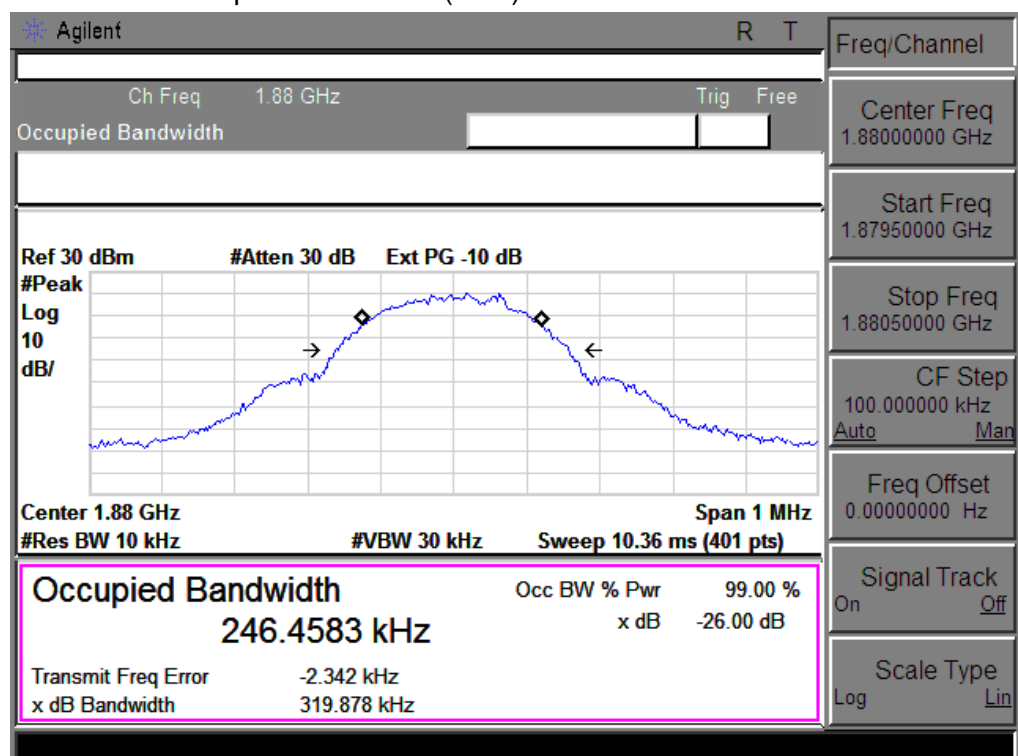 Agilent R T
Freq/Channel
Ch Freq 1.88 GHz Trig Free
Occupied Bandwidth
Center Freq
1.88000000 GHz
Start Freq
1.87950000 GHz
Stop Freq
1.88050000 GHz
CF Step
100.000000 kHz
Auto Man
Freq Offset
0.00000000 Hz
Signal Track
On Off
Scale Type
Log Lin
Ref 30 dBm #Atten 30 dB Ext PG -10 dB
#Peak
Log
10
dB/
Center 1.88 GHz Span 1 MHz
#Res BW 10 kHz #VBW 30 kHz Sweep 10.36 ms (401 pts)
Occupied Bandwidth Occ BW % Pwr 99.00 %
246.4583 kHz x dB -26.00 dB
Transmit Freq Error -2.342 kHz
x dB Bandwidth 319.878 kHz